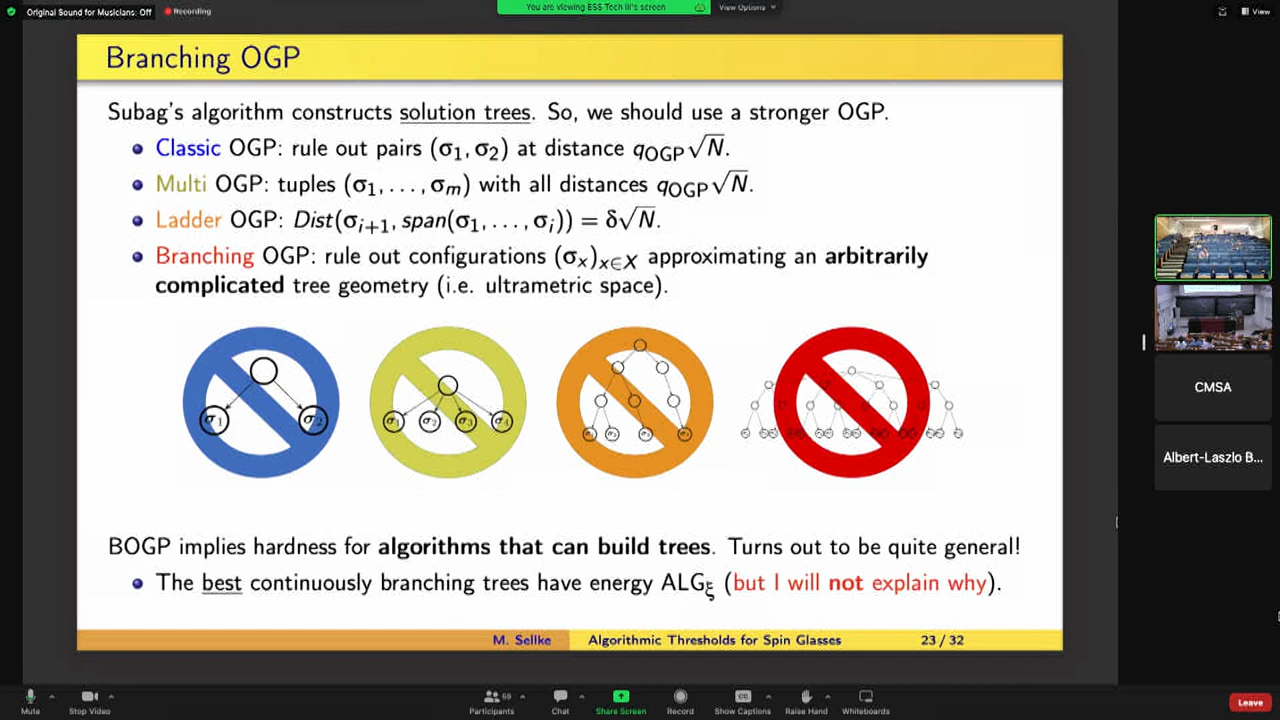 Original Sound for Musicians: Off
Recording
You are viewing ESS Tech III's screen
View Options
View
Branching OGP
Subag's algorithm constructs solution trees. So, we should use a stronger OGP.
Classic OGP: rule out pairs (σ₁, σ₂) at distance q_OGP√N.
Multi OGP: tuples (σ₁, . . . , σₘ) with all distances q_OGP√N.
Ladder OGP: Dist(σᵢ₊₁, span(σ₁, . . . , σᵢ)) = δ√N.
Branching OGP: rule out configurations (σₓ)ₓ∈X approximating an arbitrarily
complicated tree geometry (i.e. ultrametric space).
σ₁ σ₂
σ₁ σ₂ σ₃ σ₄
BOGP implies hardness for algorithms that can build trees. Turns out to be quite general!
The best continuously branching trees have energy ALG_ξ (but I will not explain why).
M. Sellke
Algorithmic Thresholds for Spin Glasses
23 / 32
CMSA
Albert-Laszlo B...
Mute
Stop Video
Participants
69
Chat
Share Screen
Record
CC
Show Captions
Raise Hand
Whiteboards
Leave